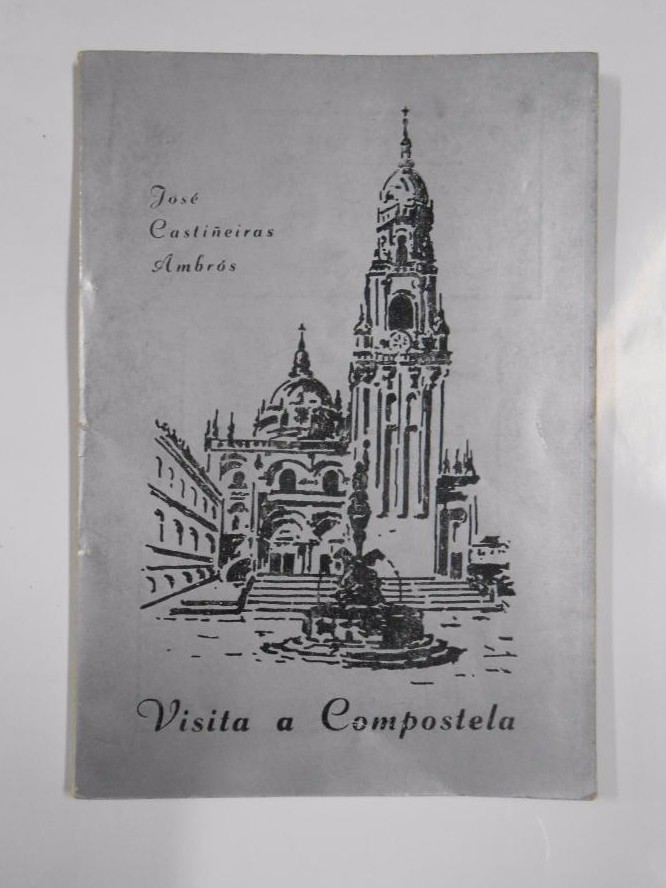 José
Castiñeiras
Ambrós
Visita a Compostela